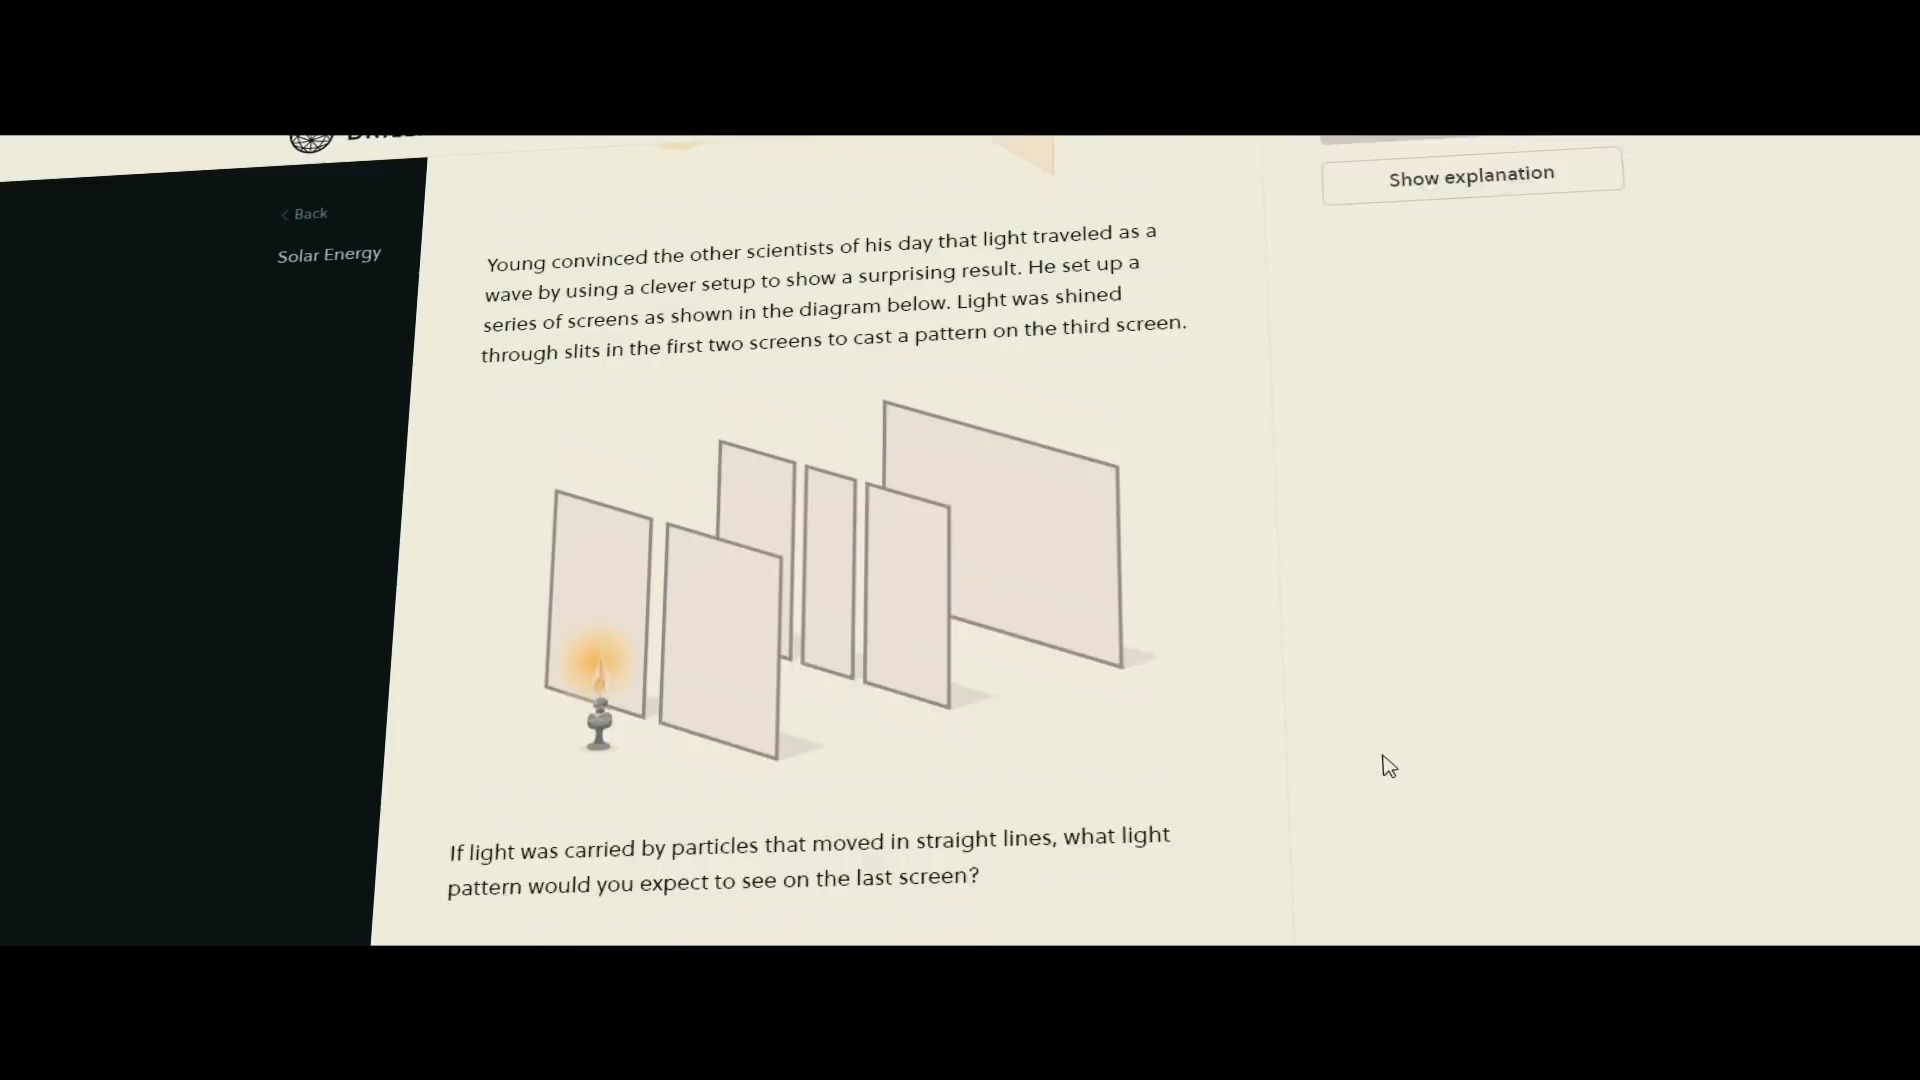 Show explanation
Back
Solar Energy
Young convinced the other scientists of his day that light traveled as a
wave by using a clever setup to show a surprising result. He set up a
series of screens as shown in the diagram below. Light was shined
through slits in the first two screens to cast a pattern on the third screen.
If light was carried by particles that moved in straight lines, what light
pattern would you expect to see on the last screen?